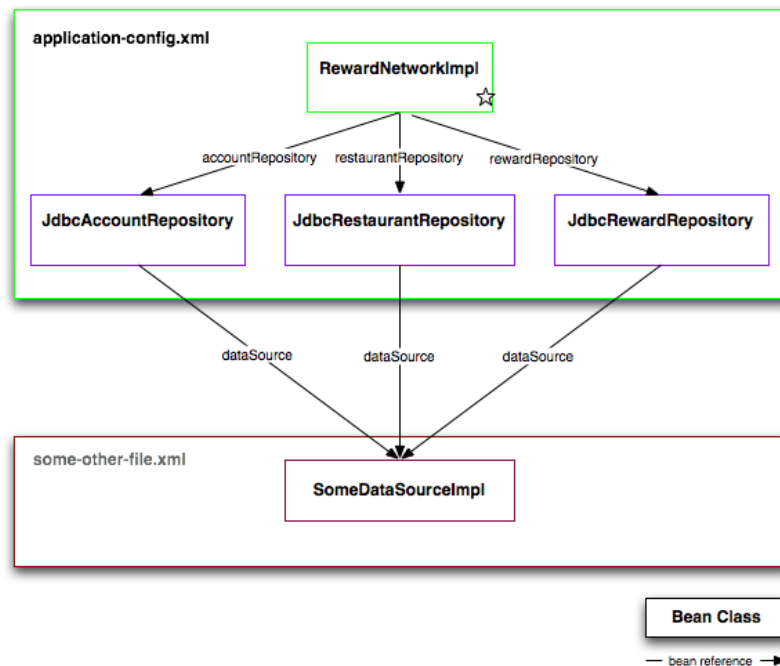 application-config.xml
RewardNetworkImpl
accountRepository
restaurantRepository
rewardRepository
JdbcAccountRepository
JdbcRestaurantRepository
JdbcRewardRepository
dataSource
dataSource
dataSource
some-other-file.xml
SomeDataSourceImpl
Bean Class
bean reference